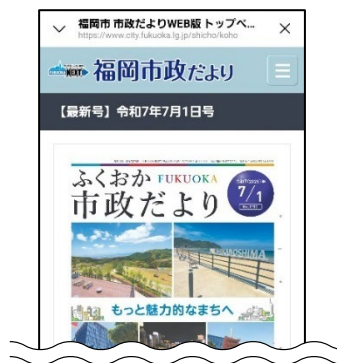 福岡市 市政だよりWEB版 トップペ...
https://www.city.fukuoka.lg.jp/shicho/koho
FUKUOKA NEXT 福岡市政だより
【最新号】令和7年7月1日号
ふくおか FUKUOKA
市政だより
7/1
NOKONOSHIMA
もっと魅力的なまちへ